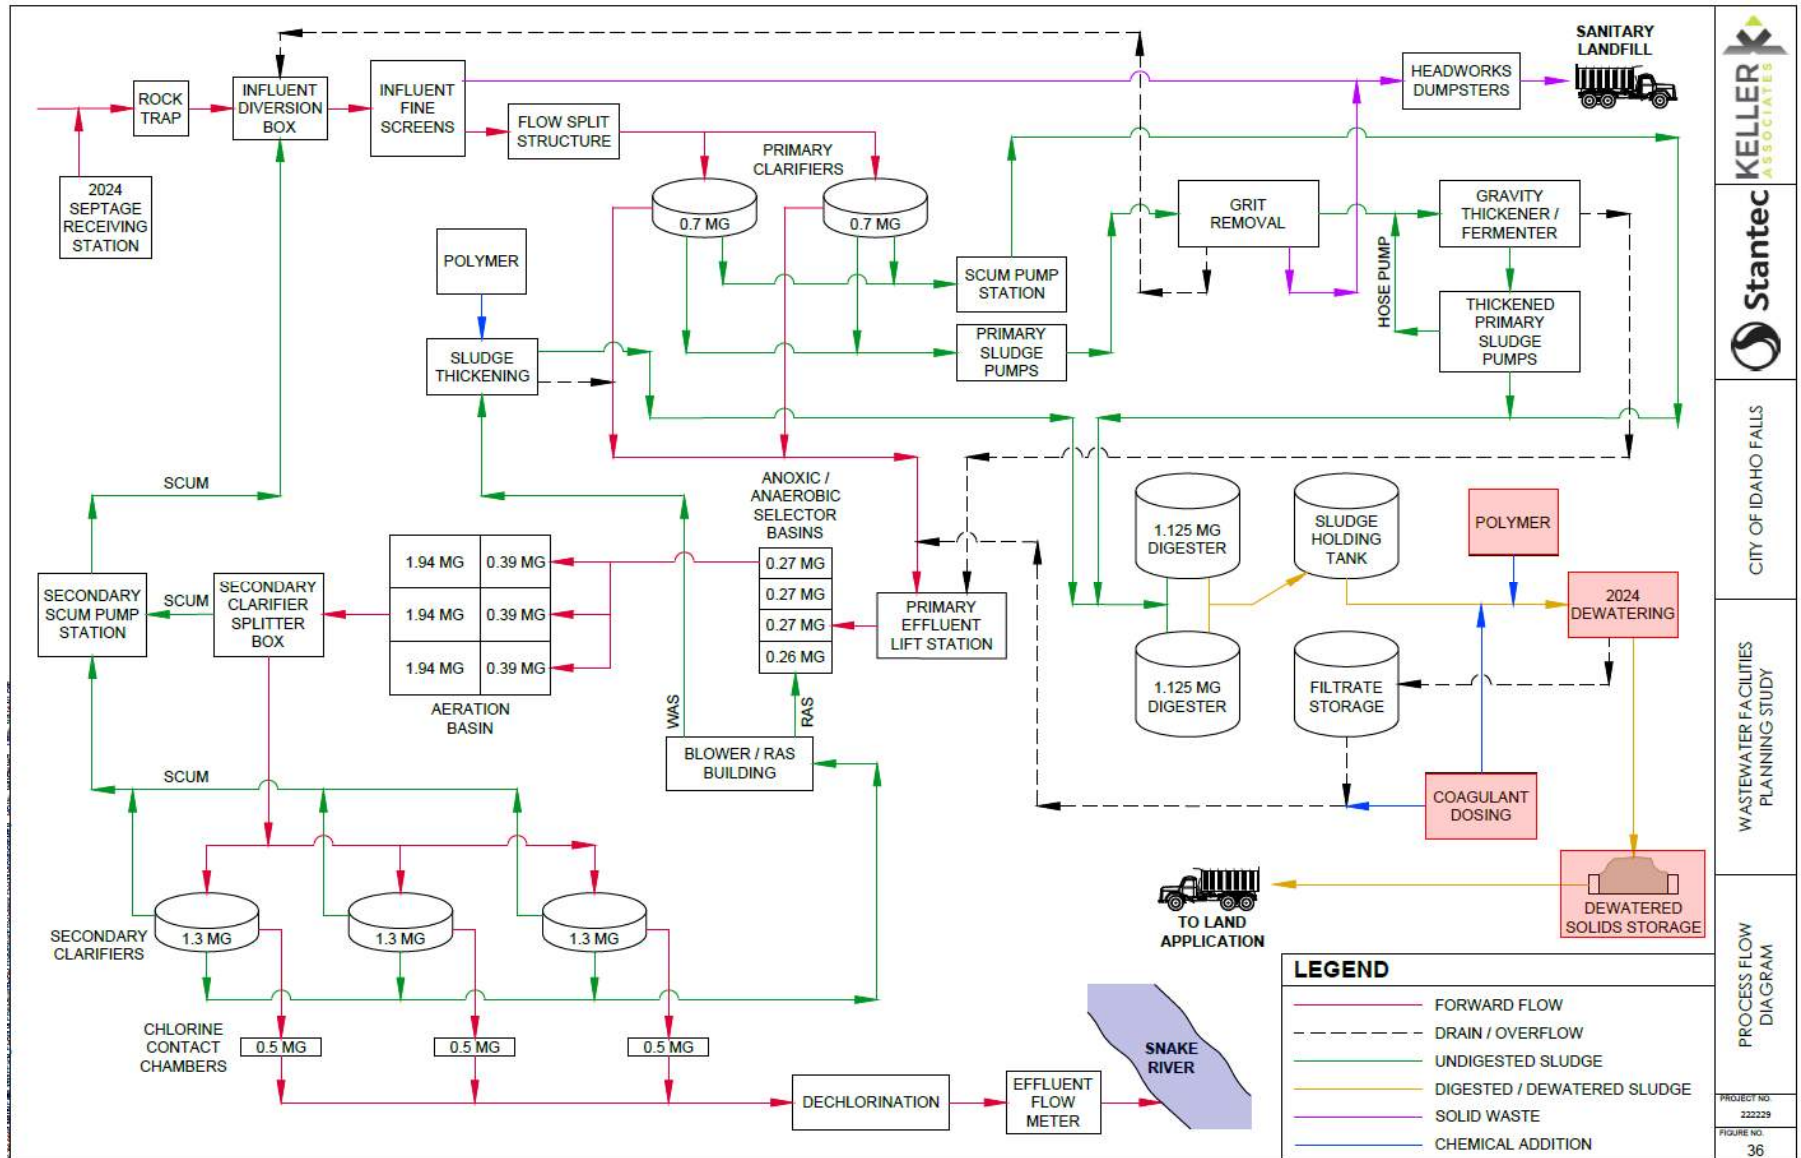 SANITARY
LANDFILL
HEADWORKS
DUMPSTERS
ROCK
TRAP
INFLUENT
DIVERSION
BOX
INFLUENT
FINE
SCREENS
FLOW SPLIT
STRUCTURE
PRIMARY
CLARIFIERS
0.7 MG
0.7 MG
2024
SEPTAGE
RECEIVING
STATION
POLYMER
SLUDGE
THICKENING
SCUM PUMP
STATION
PRIMARY
SLUDGE
PUMPS
GRIT
REMOVAL
GRAVITY
THICKENER /
FERMENTER
HOSE PUMP
THICKENED
PRIMARY
SLUDGE
PUMPS
SCUM
ANOXIC /
ANAEROBIC
SELECTOR
BASINS
0.27 MG
0.27 MG
0.27 MG
0.26 MG
1.94 MG
0.39 MG
1.94 MG
0.39 MG
1.94 MG
0.39 MG
AERATION
BASIN
SECONDARY
SCUM PUMP
STATION
SCUM
SECONDARY
CLARIFIER
SPLITTER
BOX
PRIMARY
EFFLUENT
LIFT STATION
1.125 MG
DIGESTER
1.125 MG
DIGESTER
SLUDGE
HOLDING
TANK
FILTRATE
STORAGE
POLYMER
2024
DEWATERING
WAS
RAS
BLOWER / RAS
BUILDING
COAGULANT
DOSING
SCUM
DEWATERED
SOLIDS STORAGE
TO LAND
APPLICATION
SECONDARY
CLARIFIERS
1.3 MG
1.3 MG
1.3 MG
CHLORINE
CONTACT
CHAMBERS
0.5 MG
0.5 MG
0.5 MG
DECHLORINATION
EFFLUENT
FLOW
METER
SNAKE
RIVER
LEGEND
FORWARD FLOW
DRAIN / OVERFLOW
UNDIGESTED SLUDGE
DIGESTED / DEWATERED SLUDGE
SOLID WASTE
CHEMICAL ADDITION
KELLER
ASSOCIATES
Stantec
CITY OF IDAHO FALLS
WASTEWATER FACILITIES
PLANNING STUDY
PROCESS FLOW
DIAGRAM
PROJECT NO.
222229
FIGURE NO.
36